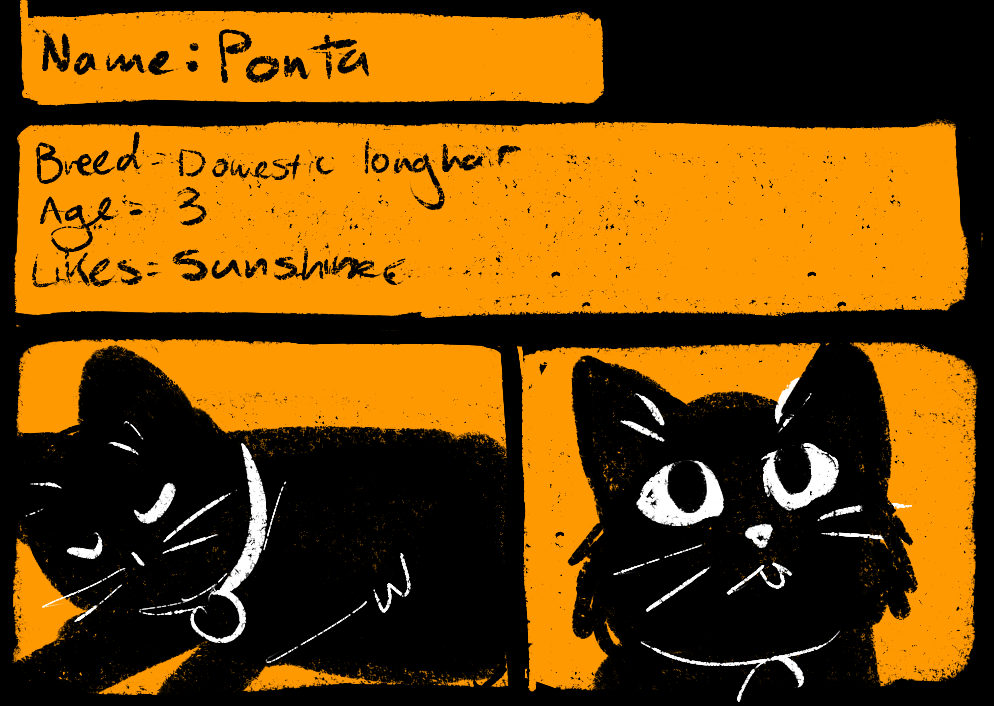 Name: Ponta
Breed = Domestic longhair
Age = 3
Likes = Sunshine